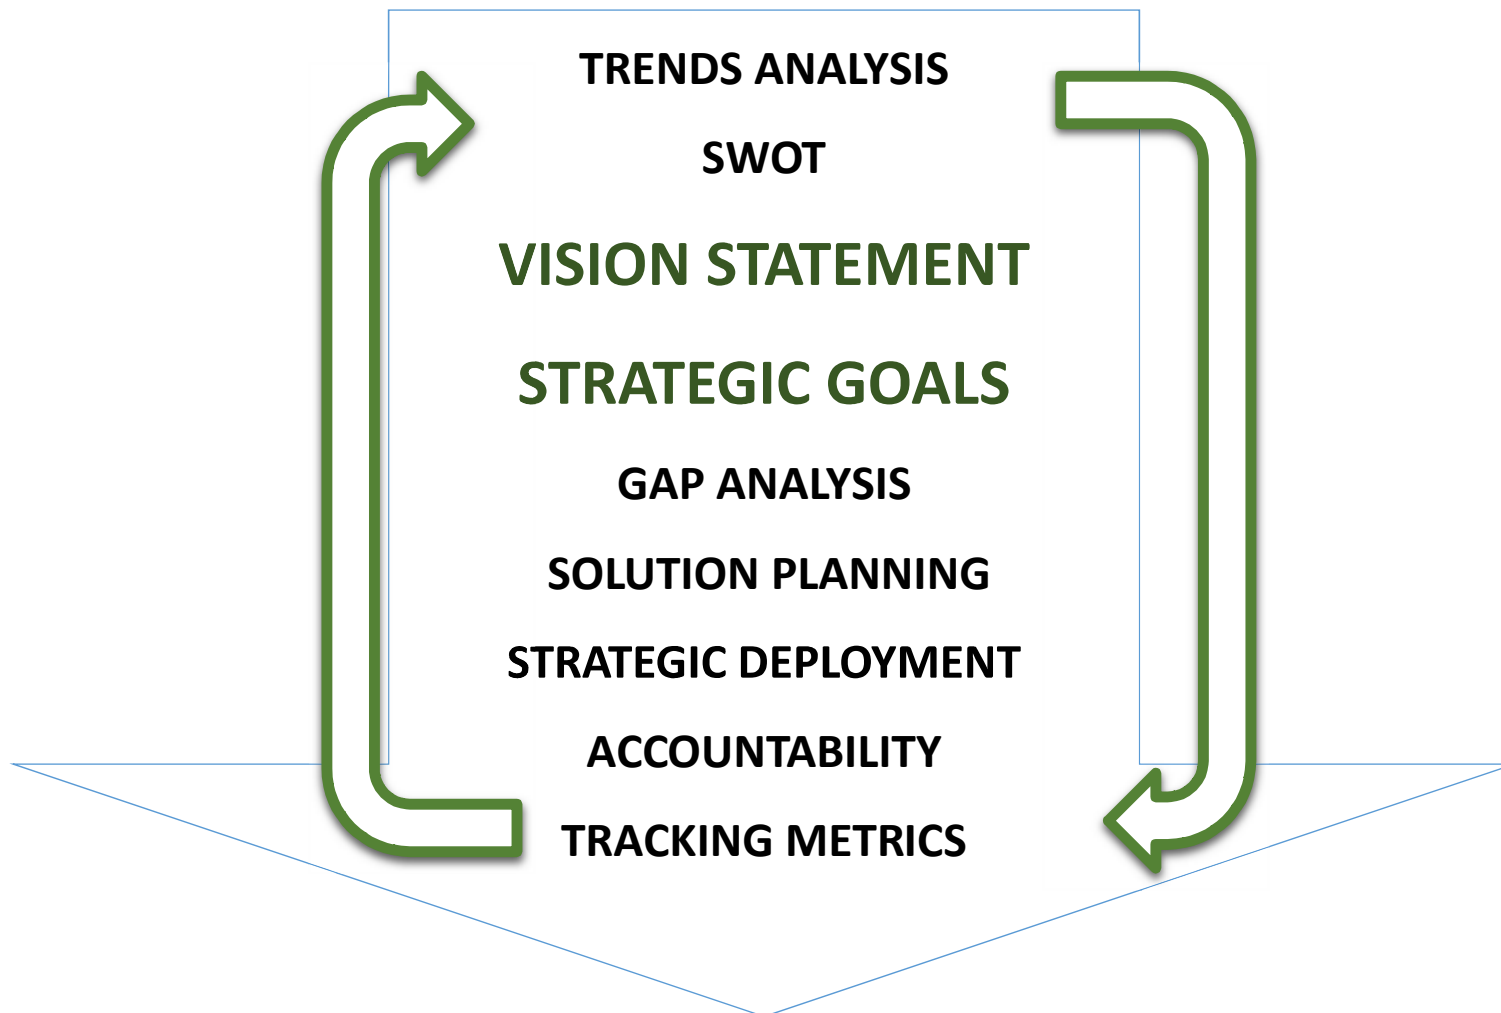 TRENDS ANALYSIS
SWOT
VISION STATEMENT
STRATEGIC GOALS
GAP ANALYSIS
SOLUTION PLANNING
STRATEGIC DEPLOYMENT
ACCOUNTABILITY
TRACKING METRICS